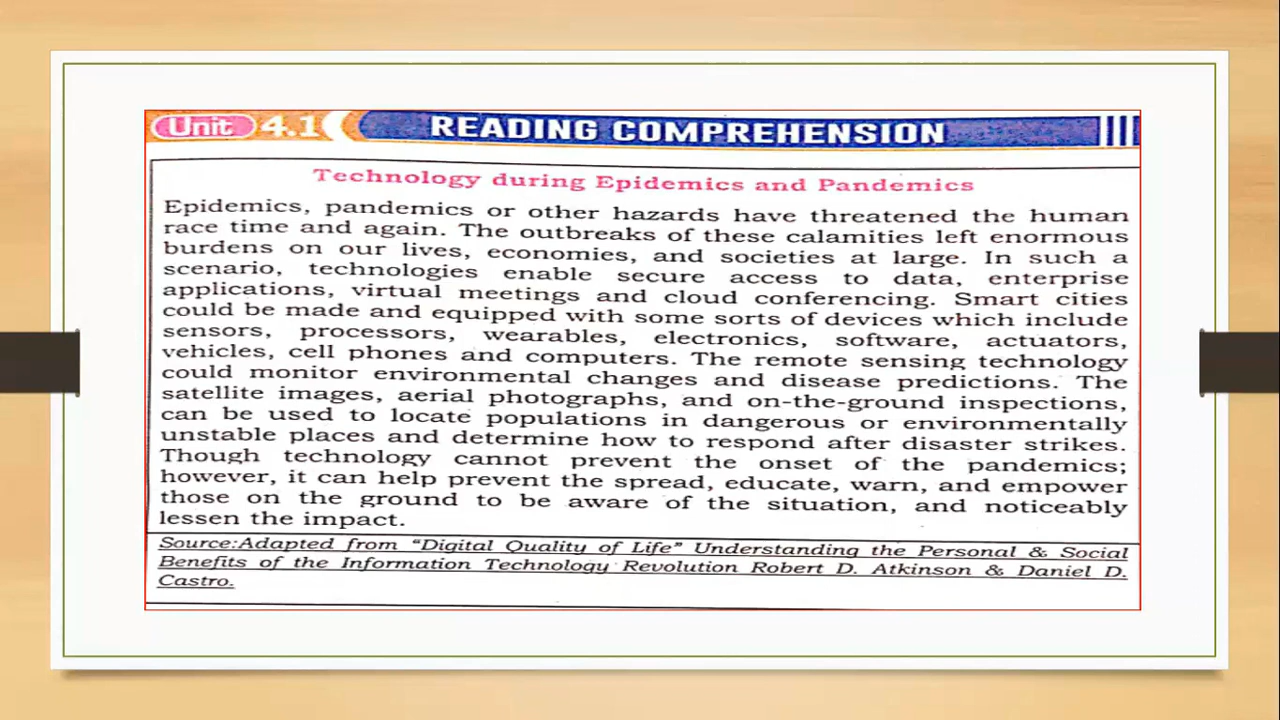 Unit 4.1 READING COMPREHENSION
Technology during Epidemics and Pandemics
Epidemics, pandemics or other hazards have threatened the human
race time and again. The outbreaks of these calamities left enormous
burdens on our lives, economies, and societies at large. In such a
scenario, technologies enable secure access to data, enterprise
applications, virtual meetings and cloud conferencing. Smart cities
could be made and equipped with some sorts of devices which include
sensors, processors, wearables, electronics, software, actuators,
vehicles, cell phones and computers. The remote sensing technology
could monitor environmental changes and disease predictions. The
satellite images, aerial photographs, and on-the-ground inspections,
can be used to locate populations in dangerous or environmentally
unstable places and determine how to respond after disaster strikes.
Though technology cannot prevent the onset of the pandemics;
however, it can help prevent the spread, educate, warn, and empower
those on the ground to be aware of the situation, and noticeably
lessen the impact.
Source:Adapted from "Digital Quality of Life" Understanding the Personal & Social
Benefits of the Information Technology Revolution Robert D. Atkinson & Daniel D.
Castro.